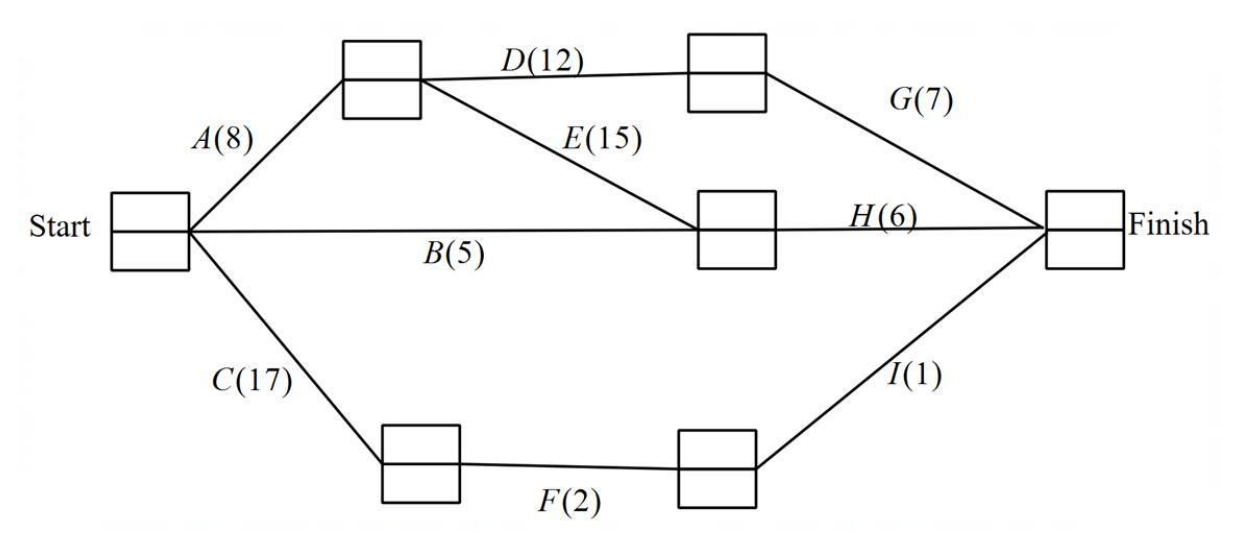 D(12)
G(7)
A(8)
E(15)
Start
H(6)
Finish
B(5)
C(17)
I(1)
F(2)